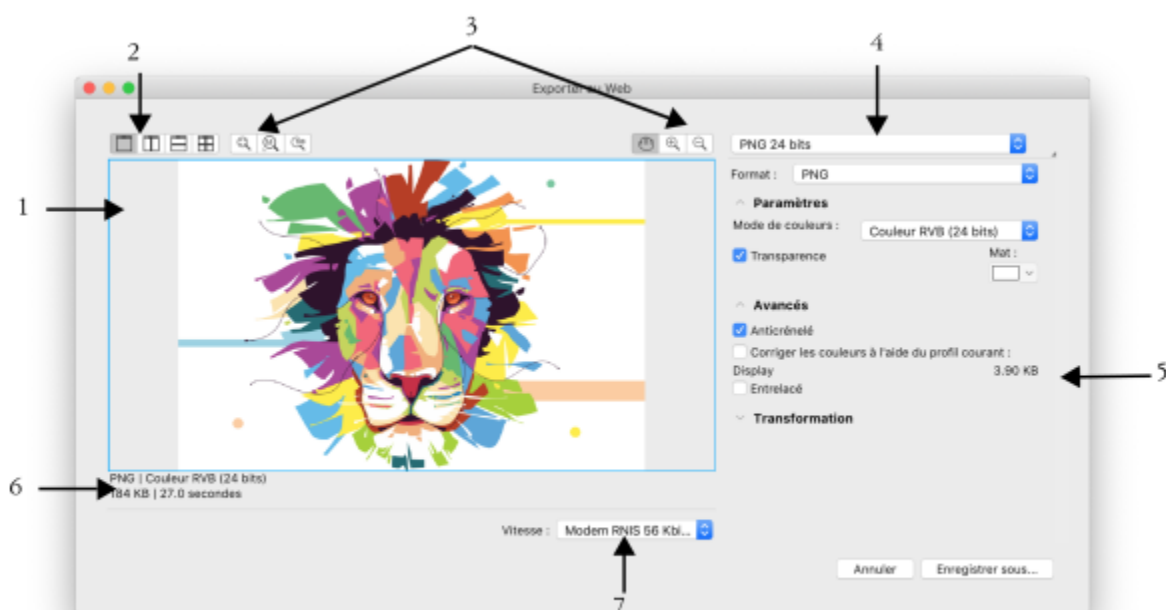 3
2
4
Exporter au Web
PNG 24 bits
1
Format : PNG
Paramètres
Mode de couleurs : Couleur RVB (24 bits)
Transparence
Mat :
Avancés
Anticrénelé
Corriger les couleurs à l'aide du profil courant :
Display 3.90 KB
5
Entrelacé
Transformation
PNG | Couleur RVB (24 bits)
6
184 KB | 27.0 secondes
Vitesse : Modem RNIS 56 Kbi...
Annuler Enregistrer sous...
7